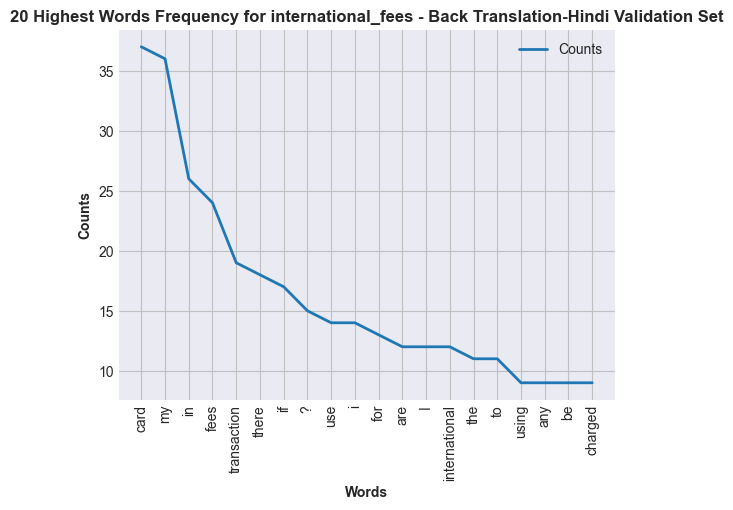 20 Highest Words Frequency for international_fees - Back Translation-Hindi Validation Set
Counts
35
30
25
20
15
10
Counts
card
my
in
fees
transaction
there
if
?
use
i
for
are
I
international
the
to
using
any
be
charged
Words